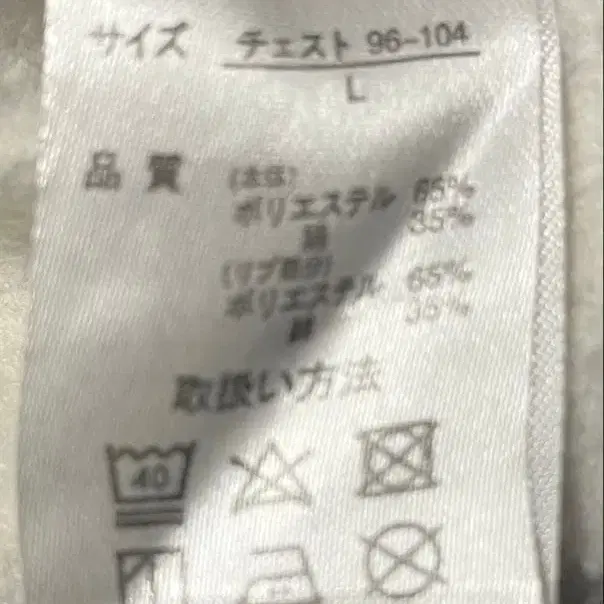 サイズ チェスト 96-104
L
品質 (本体)
ポリエステル 65%
綿 35%
(リブ部分)
ポリエステル 65%
綿 35%
取扱い方法
40